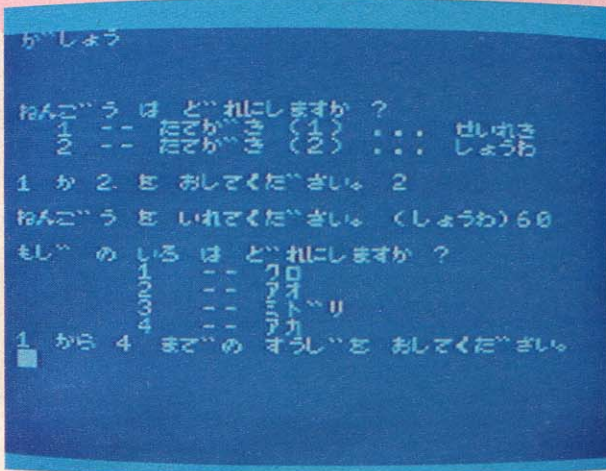 が しょう
ねんご う は ど れにしますか ?
1 -- たてが き (1) ... せいれき
2 -- たてが き (2) ... しょうわ
1 か 2 を おしてくだ さい。 2
ねんご う を いれてくだ さい。 (しょうわ)60
もじ の いろ は ど れにしますか ?
1 -- クロ
2 -- アオ
3 -- ミド リ
4 -- アカ
1 から 4 まで の すうじ を おしてくだ さい。